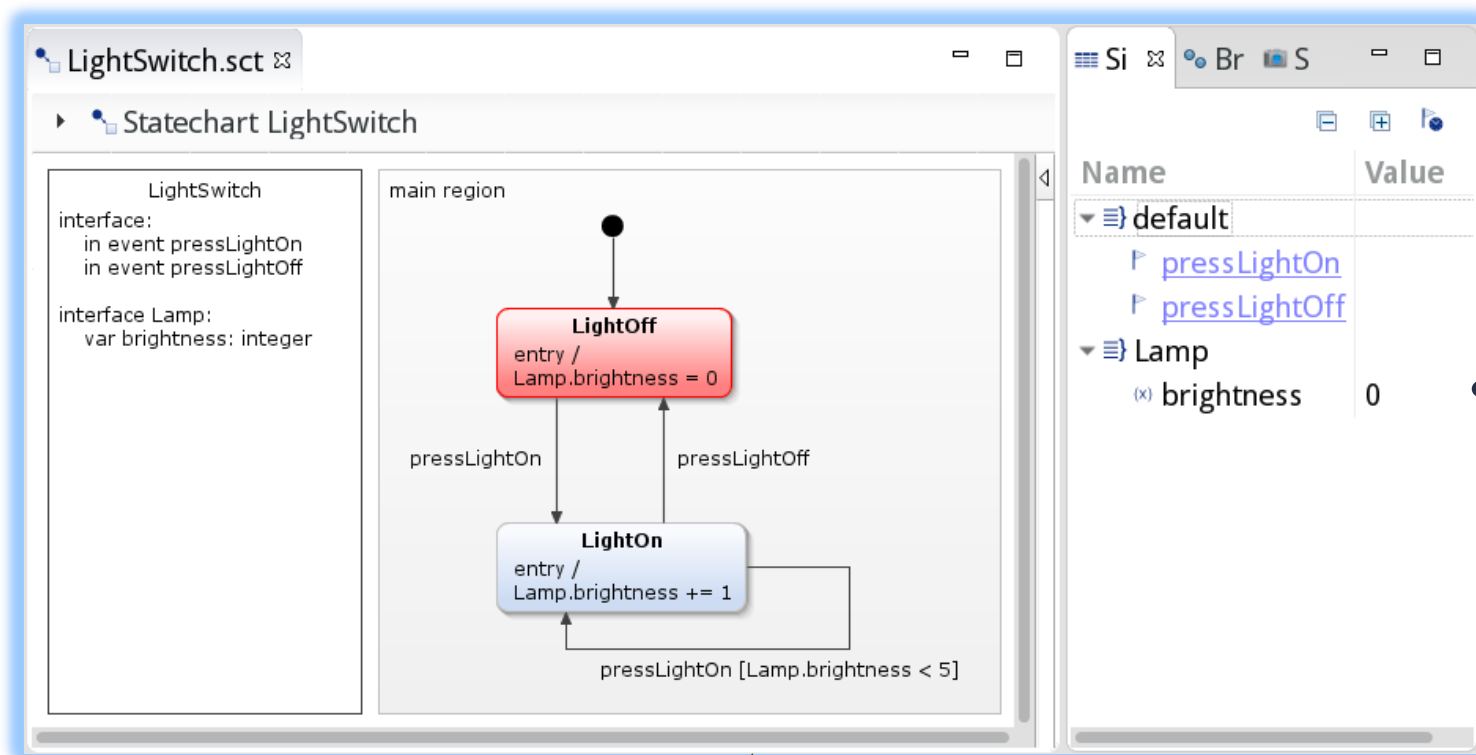 LightSwitch.sct
Statechart LightSwitch
LightSwitch
interface:
in event pressLightOn
in event pressLightOff
interface Lamp:
var brightness: integer
main region
LightOff
entry /
Lamp.brightness = 0
pressLightOn
pressLightOff
LightOn
entry /
Lamp.brightness += 1
pressLightOn [Lamp.brightness < 5]
Si Br S
Name Value
default
pressLightOn
pressLightOff
Lamp
(x) brightness 0